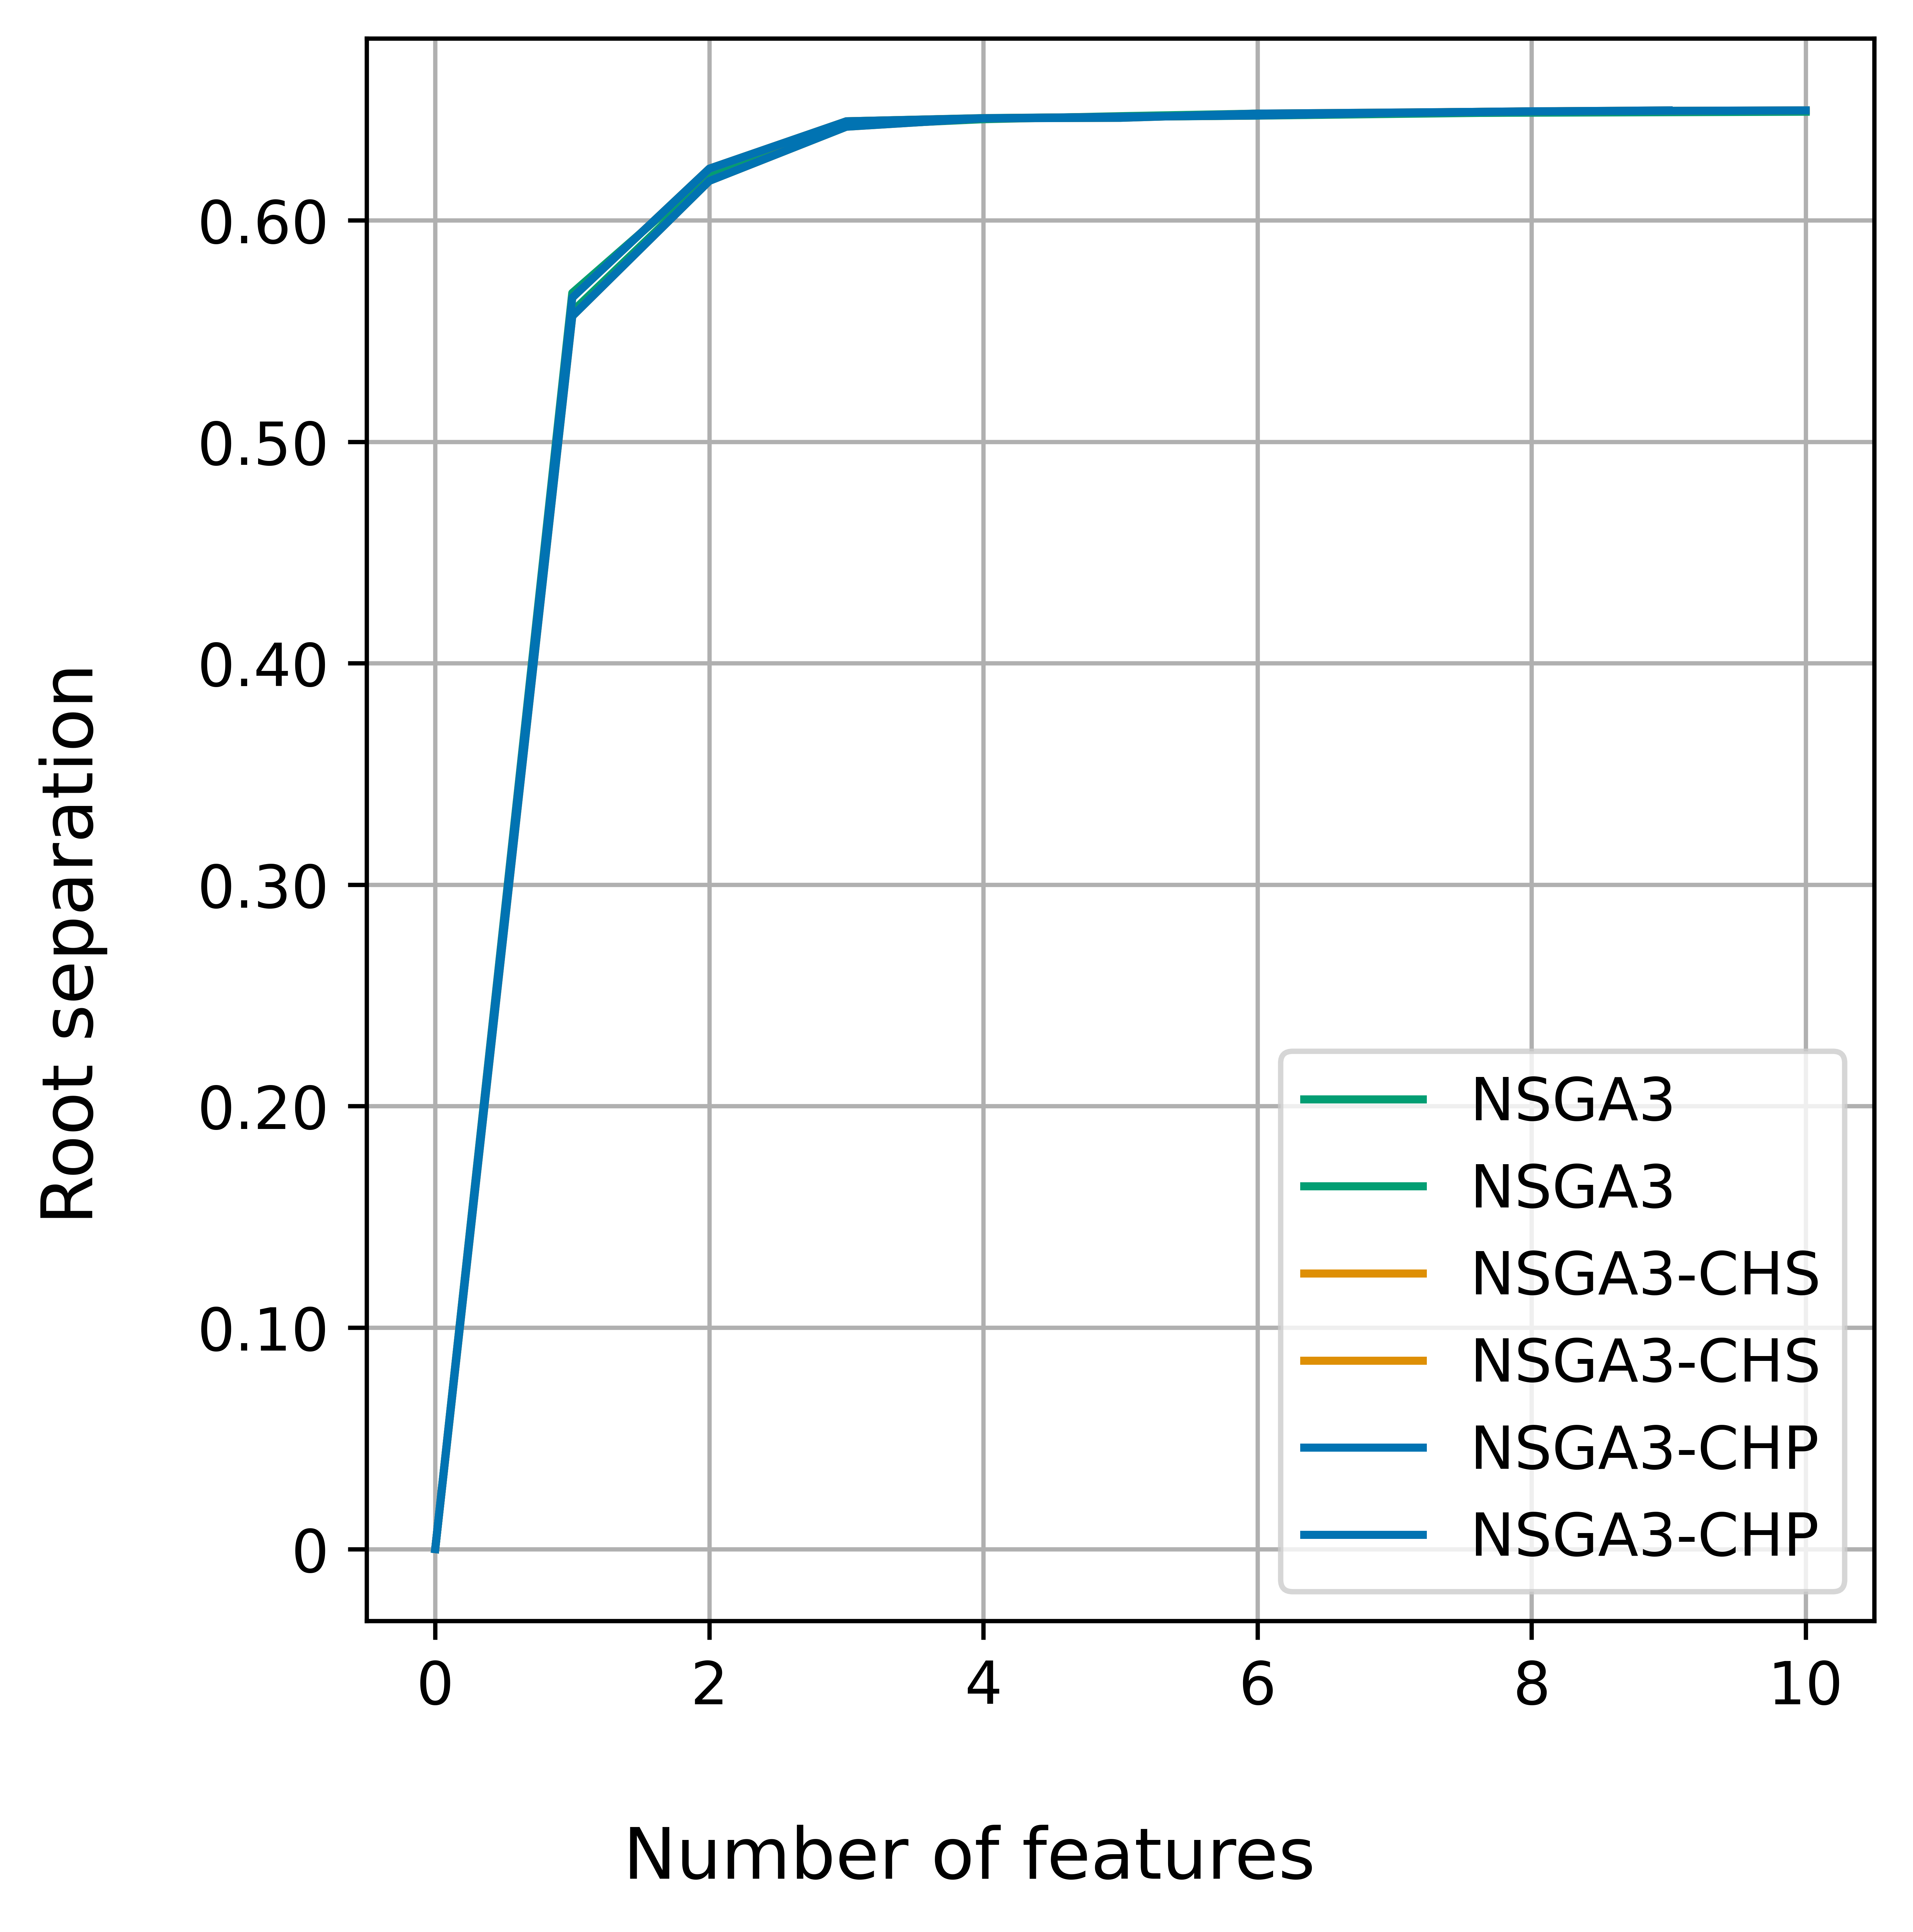 Root separation
0.60
0.50
0.40
0.30
0.20
0.10
0
NSGA3
NSGA3
NSGA3-CHS
NSGA3-CHS
NSGA3-CHP
NSGA3-CHP
0 2 4 6 8 10
Number of features